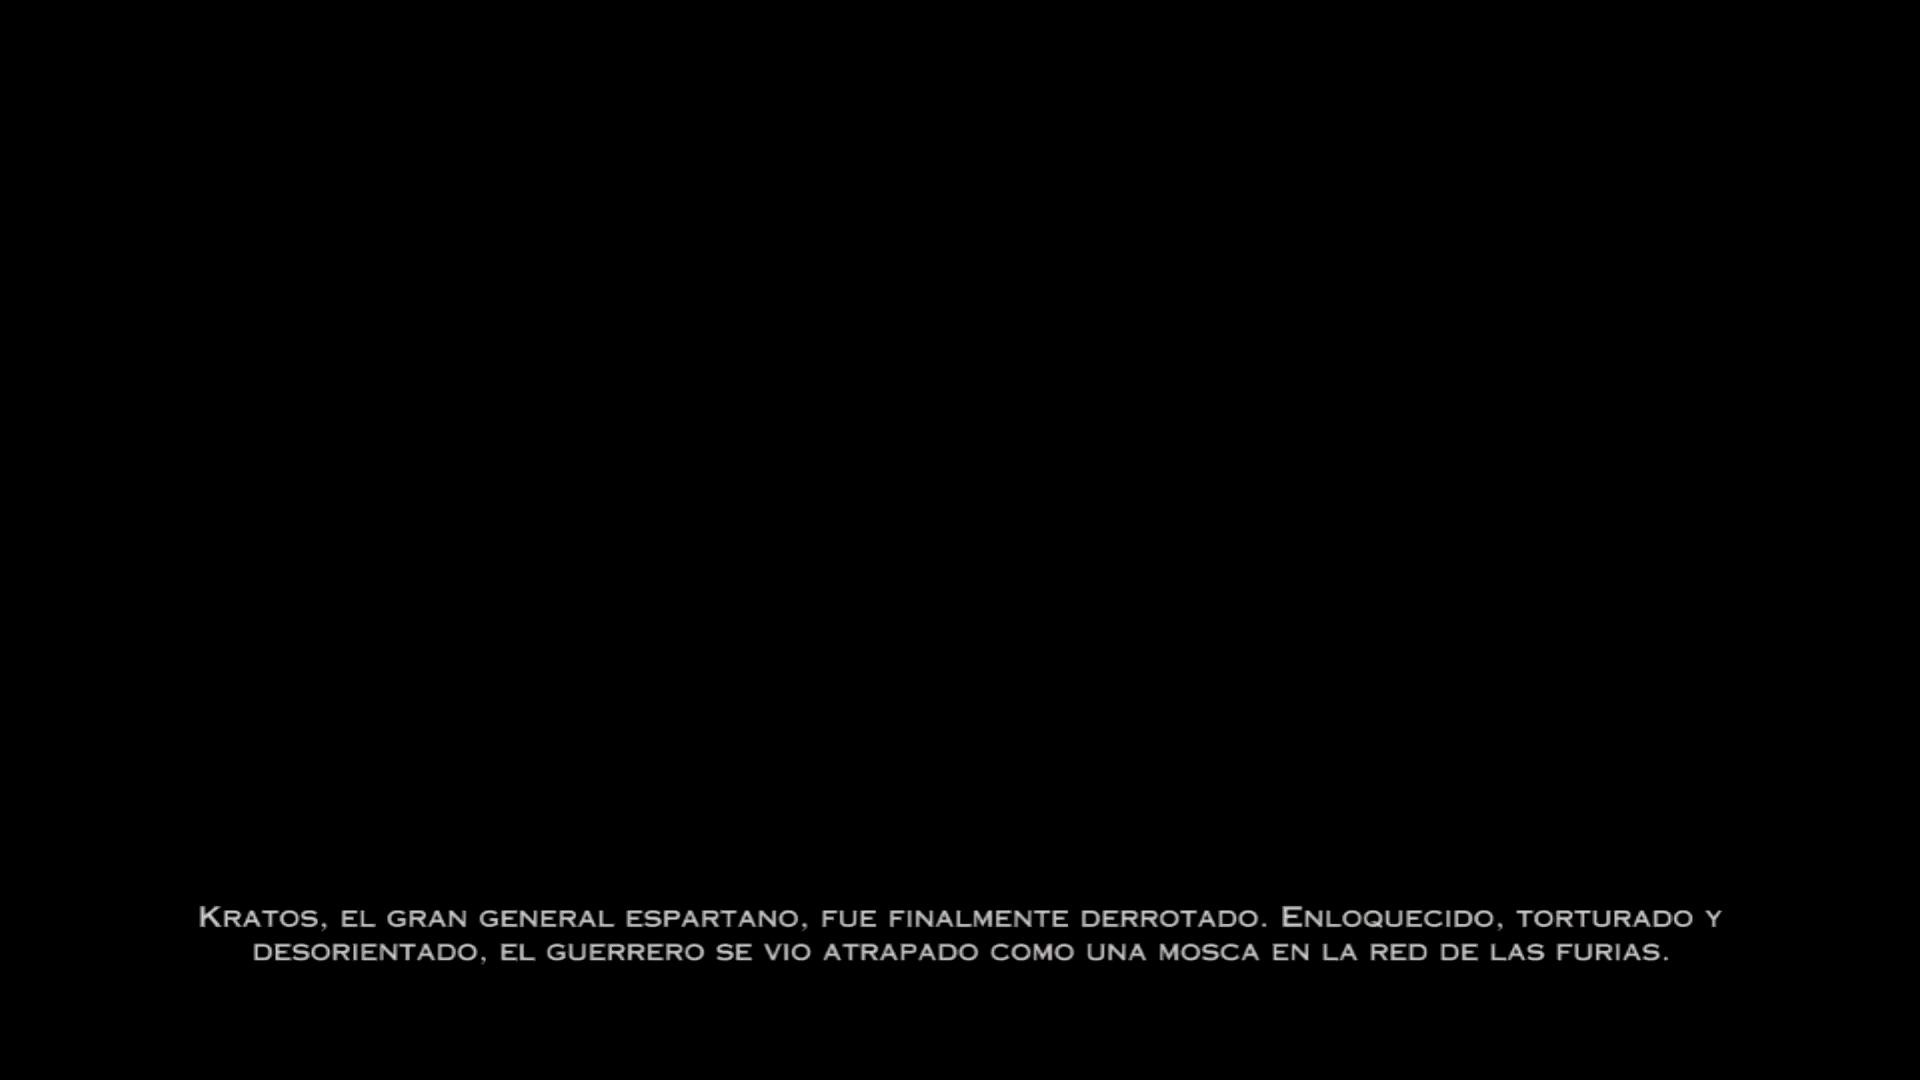 Kratos, el gran general espartano, fue finalmente derrotado. Enloquecido, torturado y
desorientado, el guerrero se vio atrapado como una mosca en la red de las furias.